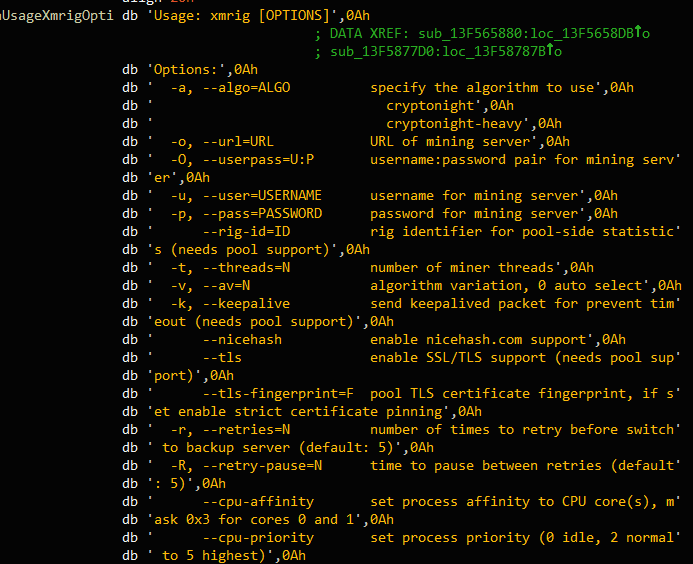 align 20h
aUsageXmrigOpti db 'Usage: xmrig [OPTIONS]',0Ah
; DATA XREF: sub_13F565880:loc_13F5658DB↑o
; sub_13F5877D0:loc_13F58787B↑o
db 'Options:',0Ah
db '  -a, --algo=ALGO          specify the algorithm to use',0Ah
db '                             cryptonight',0Ah
db '                             cryptonight-heavy',0Ah
db '  -o, --url=URL            URL of mining server',0Ah
db '  -O, --userpass=U:P       username:password pair for mining serv'
db 'er',0Ah
db '  -u, --user=USERNAME      username for mining server',0Ah
db '  -p, --pass=PASSWORD      password for mining server',0Ah
db '      --rig-id=ID          rig identifier for pool-side statistic'
db 's (needs pool support)',0Ah
db '  -t, --threads=N          number of miner threads',0Ah
db '  -v, --av=N               algorithm variation, 0 auto select',0Ah
db '  -k, --keepalive          send keepalived packet for prevent tim'
db 'eout (needs pool support)',0Ah
db '      --nicehash           enable nicehash.com support',0Ah
db '      --tls                enable SSL/TLS support (needs pool sup'
db 'port)',0Ah
db '      --tls-fingerprint=F  pool TLS certificate fingerprint, if s'
db 'et enable strict certificate pinning',0Ah
db '  -r, --retries=N          number of times to retry before switch'
db ' to backup server (default: 5)',0Ah
db '  -R, --retry-pause=N      time to pause between retries (default'
db ': 5)',0Ah
db '      --cpu-affinity       set process affinity to CPU core(s), m'
db 'ask 0x3 for cores 0 and 1',0Ah
db '      --cpu-priority       set process priority (0 idle, 2 normal'
db ' to 5 highest)',0Ah